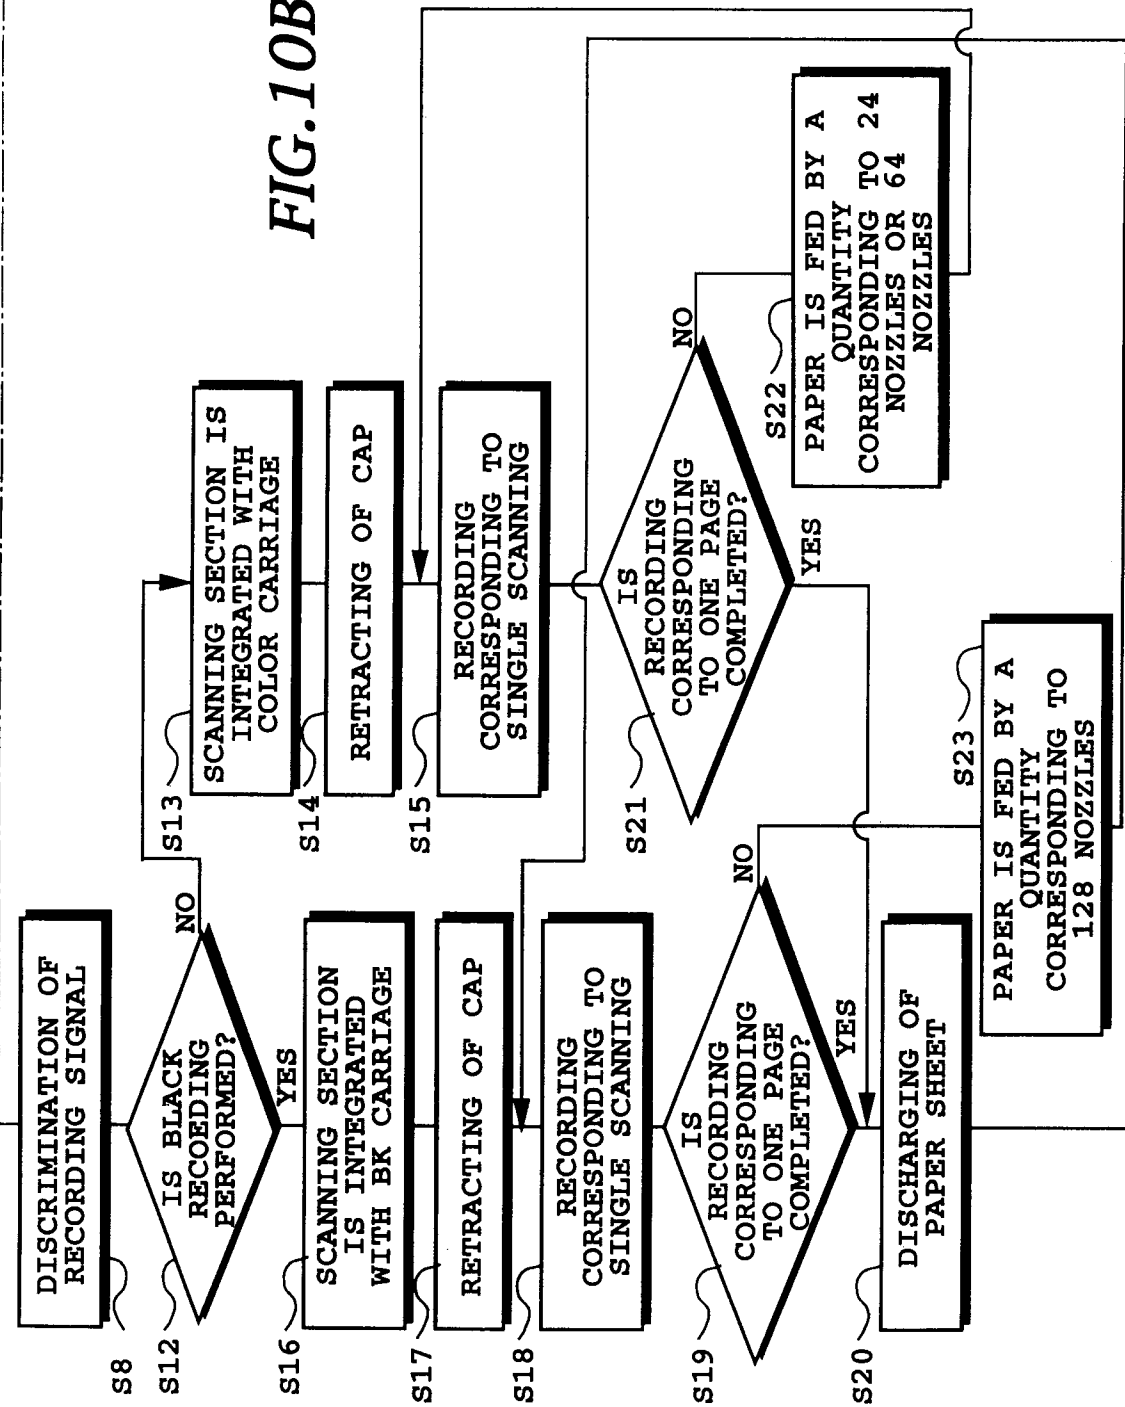 FIG.10B
S8
DISCRIMINATION OF
RECORDING SIGNAL
S12
IS BLACK
RECOEDING
PERFORMED?
NO
YES
S13
SCANNING SECTION IS
INTEGRATED WITH
COLOR CARRIAGE
S14
RETRACTING OF CAP
S15
RECORDING
CORRESPONDING TO
SINGLE SCANNING
S16
SCANNING SECTION
IS INTEGRATED
WITH BK CARRIAGE
S17
RETRACTING OF CAP
S18
RECORDING
CORRESPONDING TO
SINGLE SCANNING
S19
IS
RECORDING
CORRESPONDING
TO ONE PAGE
COMPLETED?
NO
YES
S20
DISCHARGING OF
PAPER SHEET
S21
IS
RECORDING
CORRESPONDING
TO ONE PAGE
COMPLETED?
NO
YES
S22
PAPER IS FED BY A
QUANTITY
CORRESPONDING TO 24
NOZZLES OR 64
NOZZLES
S23
PAPER IS FED BY A
QUANTITY
CORRESPONDING TO
128 NOZZLES